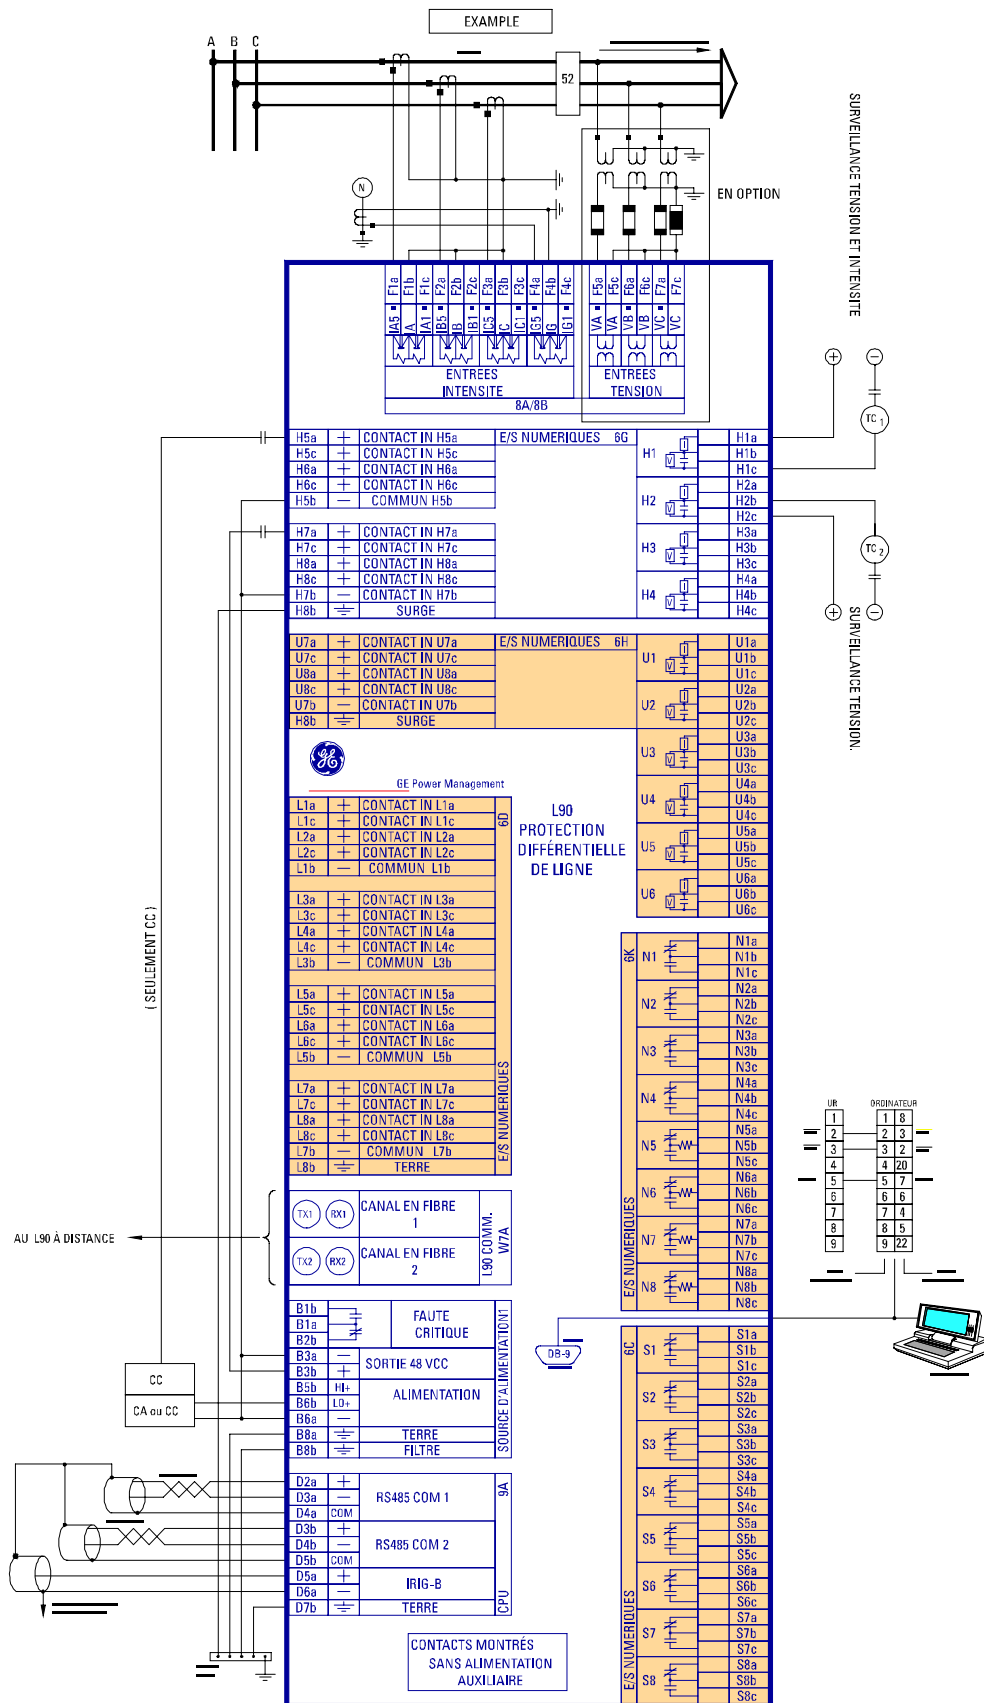 EXAMPLE
A B C
52
N
EN OPTION
SURVEILLANCE TENSION ET INTENSITE
F1a F1b F1c F2a F2b F2c F3a F3b F3c F4a F4b F4c
F5a F5c F6a F6c F7a F7c
IA5 IA IA1 IB5 IB IB1 IC5 IC IC1 IG5 IG IG1
VA VA VB VB VC VC
ENTREES INTENSITE
ENTREES TENSION
8A/8B
TC 1
TC 2
SURVEILLANCE TENSION.
H5a + CONTACT IN H5a
H5c + CONTACT IN H5c
H6a + CONTACT IN H6a
H6c + CONTACT IN H6c
H5b − COMMUN H5b
H7a + CONTACT IN H7a
H7c + CONTACT IN H7c
H8a + CONTACT IN H8a
H8c + CONTACT IN H8c
H7b − CONTACT IN H7b
H8b SURGE
E/S NUMERIQUES 6G
H1 H1a H1b H1c
H2 H2a H2b H2c
H3 H3a H3b H3c
H4 H4a H4b H4c
U7a + CONTACT IN U7a
U7c + CONTACT IN U7c
U8a + CONTACT IN U8a
U8c + CONTACT IN U8c
U7b − CONTACT IN U7b
H8b SURGE
E/S NUMERIQUES 6H
U1 U1a U1b U1c
U2 U2a U2b U2c
U3 U3a U3b U3c
U4 U4a U4b U4c
U5 U5a U5b U5c
U6 U6a U6b U6c
GE Power Management
L90
PROTECTION
DIFFÉRENTIELLE
DE LIGNE
L1a + CONTACT IN L1a
L1c + CONTACT IN L1c
L2a + CONTACT IN L2a
L2c + CONTACT IN L2c
L1b − COMMUN L1b
L3a + CONTACT IN L3a
L3c + CONTACT IN L3c
L4a + CONTACT IN L4a
L4c + CONTACT IN L4c
L3b − COMMUN L3b
L5a + CONTACT IN L5a
L5c + CONTACT IN L5c
L6a + CONTACT IN L6a
L6c + CONTACT IN L6c
L5b − COMMUN L5b
L7a + CONTACT IN L7a
L7c + CONTACT IN L7c
L8a + CONTACT IN L8a
L8c + CONTACT IN L8c
L7b − COMMUN L7b
L8b TERRE
6D
E/S NUMERIQUES
(SEULEMENT CC)
6K
E/S NUMERIQUES
N1 N1a N1b N1c
N2 N2a N2b N2c
N3 N3a N3b N3c
N4 N4a N4b N4c
N5 N5a N5b N5c
N6 N6a N6b N6c
N7 N7a N7b N7c
N8 N8a N8b N8c
UR ORDINATEUR
1 1 8
2 2 3
3 3 2
4 4 20
5 5 7
6 6 6
7 7 4
8 8 5
9 9 22
AU L90 À DISTANCE
TX1 RX1 CANAL EN FIBRE 1
TX2 RX2 CANAL EN FIBRE 2
L90 COMM.
W7A
B1b
B1a
B2b
FAUTE CRITIQUE
B3a −
B3b +
SORTIE 48 VCC
B5b HI+
B6b LO+
B6a −
ALIMENTATION
B8a TERRE
B8b FILTRE
SOURCE D'ALIMENTATION1
CC
CA ou CC
DB-9
D2a +
D3a −
D4a COM
RS485 COM 1
D3b +
D4b −
D5b COM
RS485 COM 2
D5a +
D6a −
IRIG-B
D7b TERRE
9A
CPU
6C
E/S NUMERIQUES
S1 S1a S1b S1c
S2 S2a S2b S2c
S3 S3a S3b S3c
S4 S4a S4b S4c
S5 S5a S5b S5c
S6 S6a S6b S6c
S7 S7a S7b S7c
S8 S8a S8b S8c
CONTACTS MONTRÉS
SANS ALIMENTATION
AUXILIAIRE